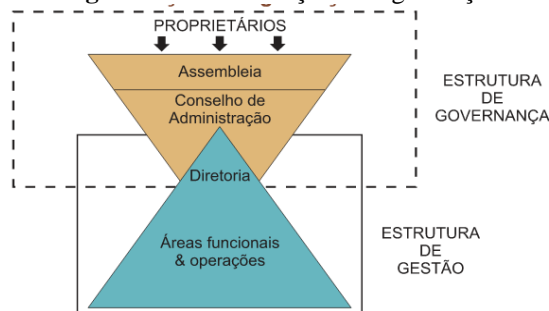 PROPRIETÁRIOS
Assembleia
Conselho de
Administração
Diretoria
Áreas funcionais
& operações
ESTRUTURA
DE
GOVERNANÇA
ESTRUTURA
DE
GESTÃO